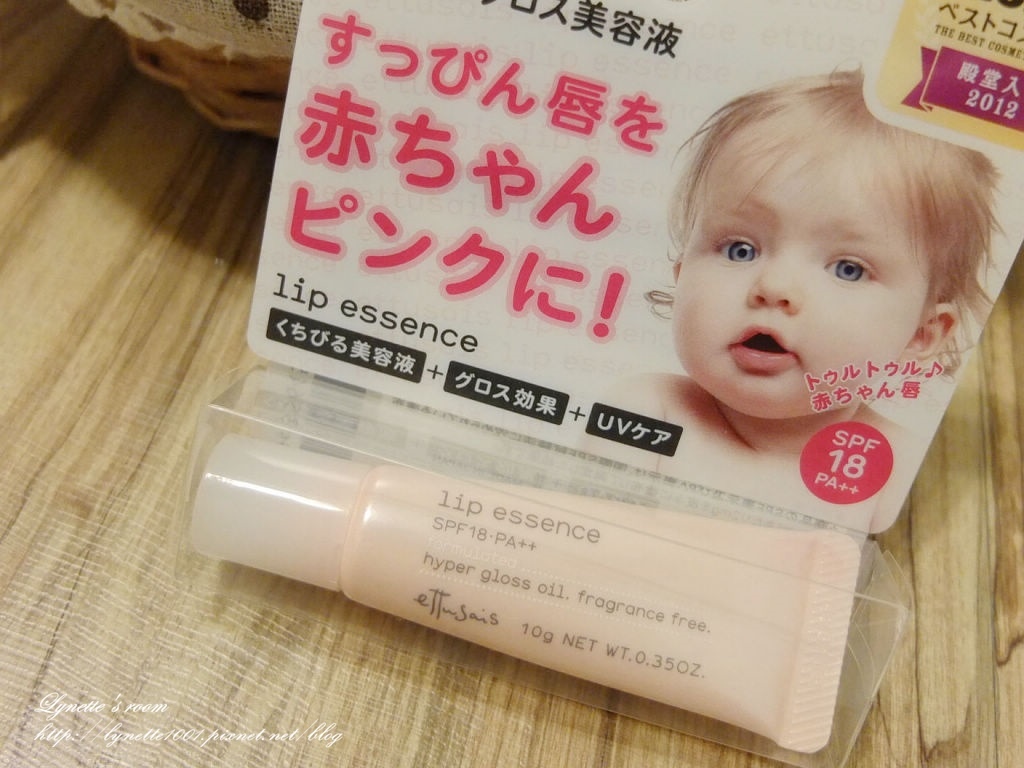 グロス美容液
ベストコス
THE BEST COSME
殿堂入
2012
すっぴん唇を
赤ちゃん
ピンクに!
lip essence
くちびる美容液+グロス効果+UVケア
トゥルトゥル♪
赤ちゃん唇
SPF
18
PA++
lip essence
SPF18·PA++
formulated
hyper gloss oil. fragrance free.
ettusais 10g NET WT.0.35OZ.
Lynette's room
http://lynette1001.pixnet.net/blog